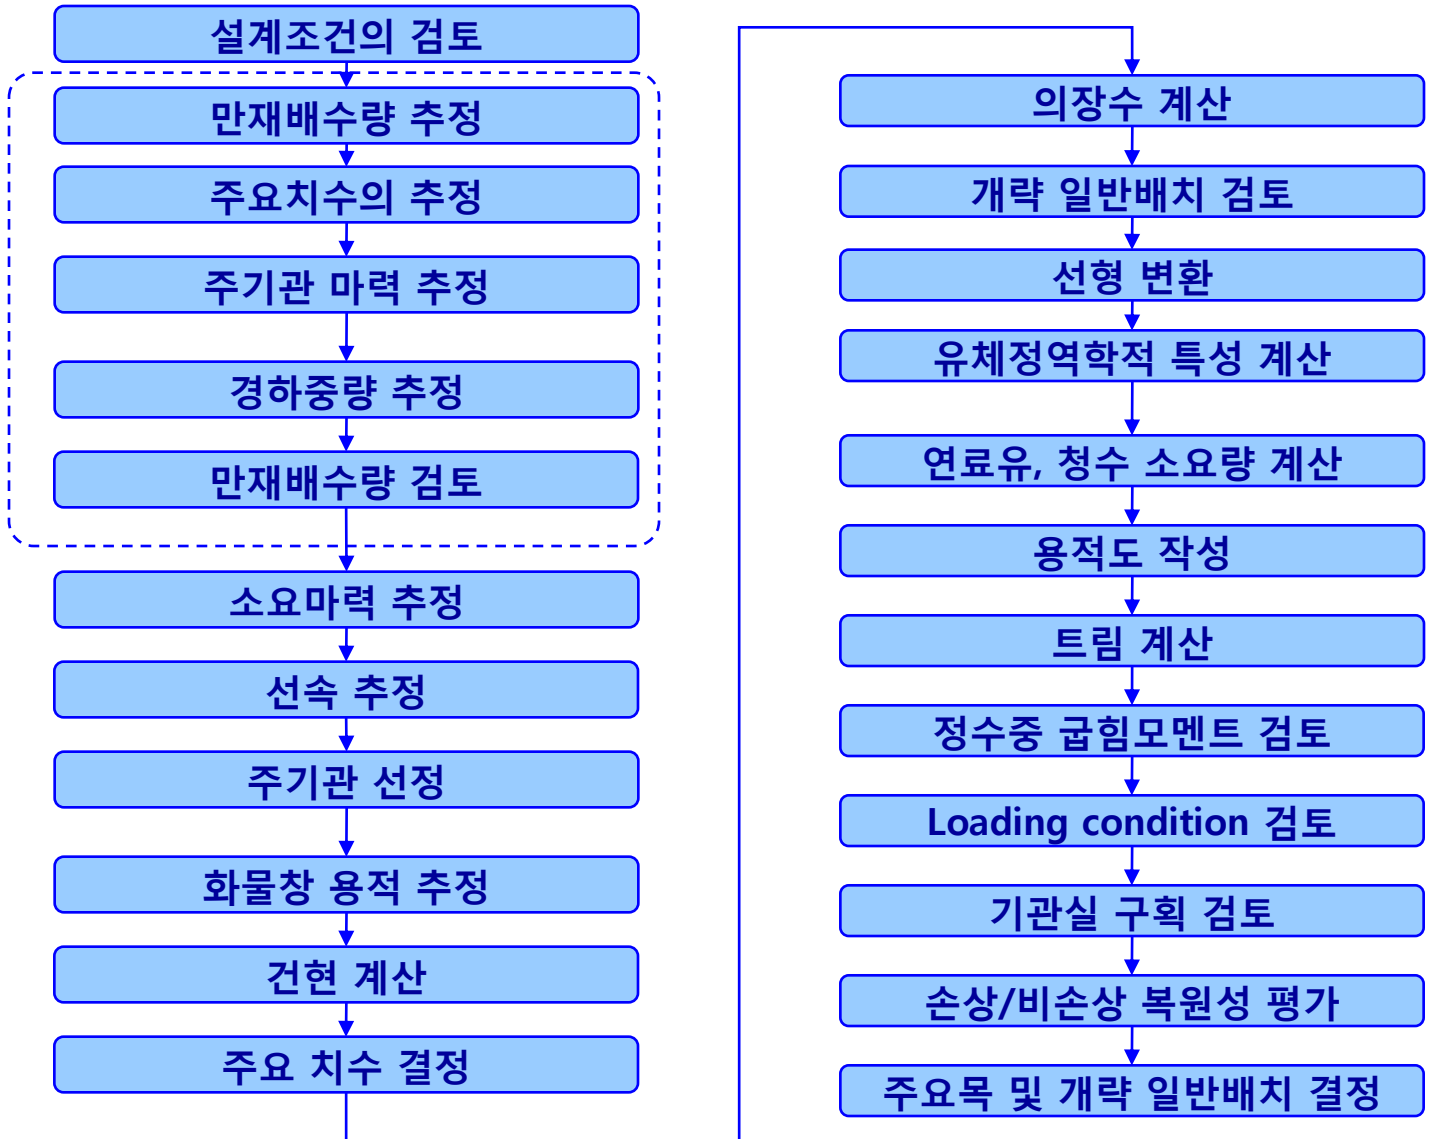 설계조건의 검토
만재배수량 추정
주요치수의 추정
주기관 마력 추정
경하중량 추정
만재배수량 검토
소요마력 추정
선속 추정
주기관 선정
화물창 용적 추정
건현 계산
주요 치수 결정
의장수 계산
개략 일반배치 검토
선형 변환
유체정역학적 특성 계산
연료유, 청수 소요량 계산
용적도 작성
트림 계산
정수중 굽힘모멘트 검토
Loading condition 검토
기관실 구획 검토
손상/비손상 복원성 평가
주요목 및 개략 일반배치 결정